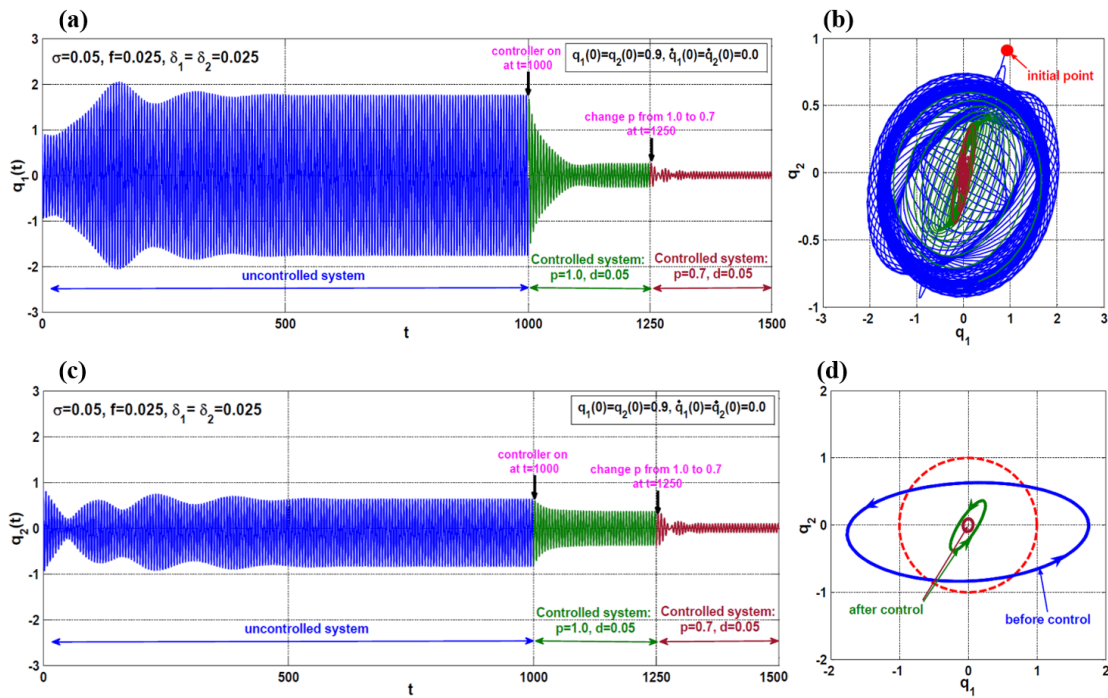 (a)
3
2
1
0
-1
-2
-3
q₁(t)
σ=0.05, f=0.025, δ₁= δ₂=0.025
controller on
at t=1000
q₁(0)=q₂(0)=0.9, q̇₁(0)=q̇₂(0)=0.0
change p from 1.0 to 0.7
at t=1250
uncontrolled system
Controlled system:
p=1.0, d=0.05
Controlled system:
p=0.7, d=0.05
0 500 1000 1250 1500
t
(b)
1
0.5
0
-0.5
-1
q₂
initial point
-3 -2 -1 0 1 2 3
q₁
(c)
3
2
1
0
-1
-2
-3
q₂(t)
σ=0.05, f=0.025, δ₁= δ₂=0.025
q₁(0)=q₂(0)=0.9, q̇₁(0)=q̇₂(0)=0.0
controller on
at t=1000
change p from 1.0 to 0.7
at t=1250
uncontrolled system
Controlled system:
p=1.0, d=0.05
Controlled system:
p=0.7, d=0.05
0 500 1000 1250 1500
t
(d)
2
1
0
-1
-2
q₂
after control
before control
-2 -1 0 1 2
q₁